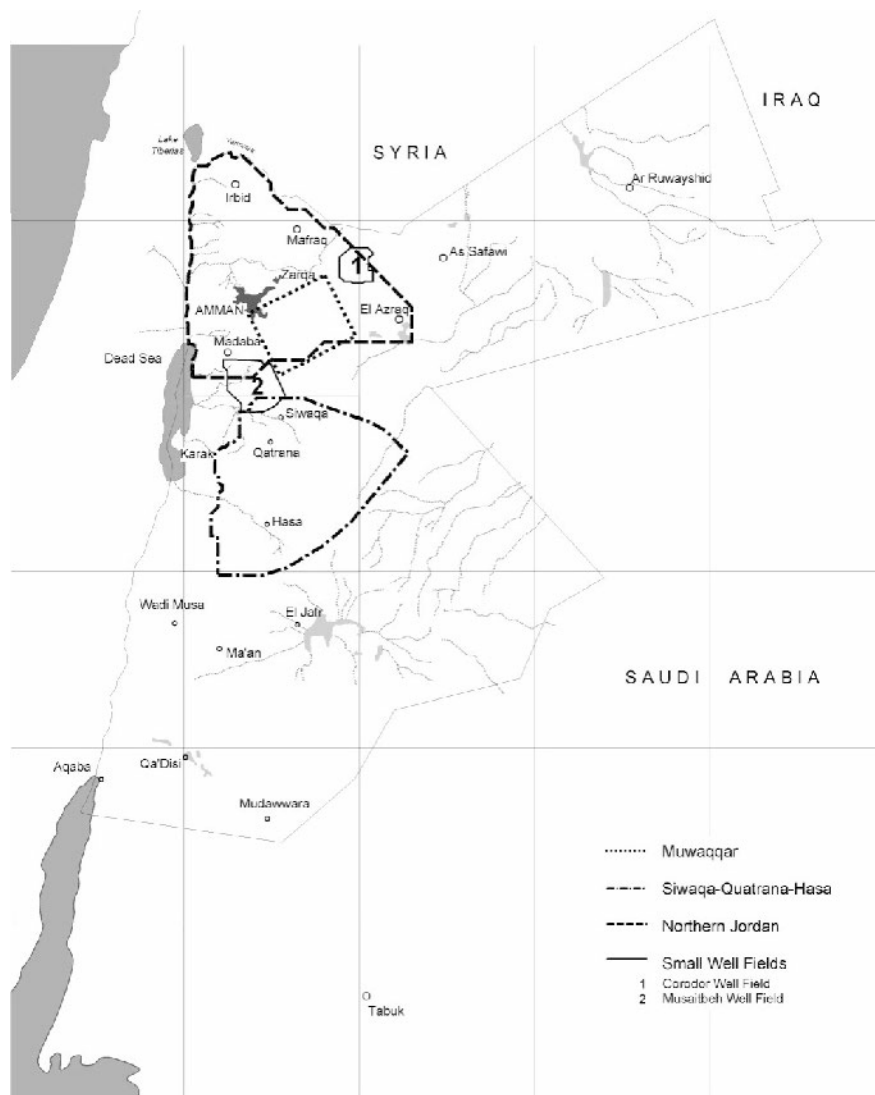 IRAQ
Lake
Tiberias
Yarmouk
SYRIA
Ar Ruwayshid
Irbid
Mafraq
As Safawi
1
Zarqa
AMMAN
El Azraq
Madaba
Dead Sea
2
Siwaqa
Karak
Qatrana
Hasa
Wadi Musa
El Jafr
Ma'an
SAUDI ARABIA
Qa'Disi
Aqaba
Mudawwara
Muwaqqar
Siwaqa-Quatrana-Hasa
Northern Jordan
Small Well Fields
1 Corodor Well Field
2 Musaitbeh Well Field
Tabuk